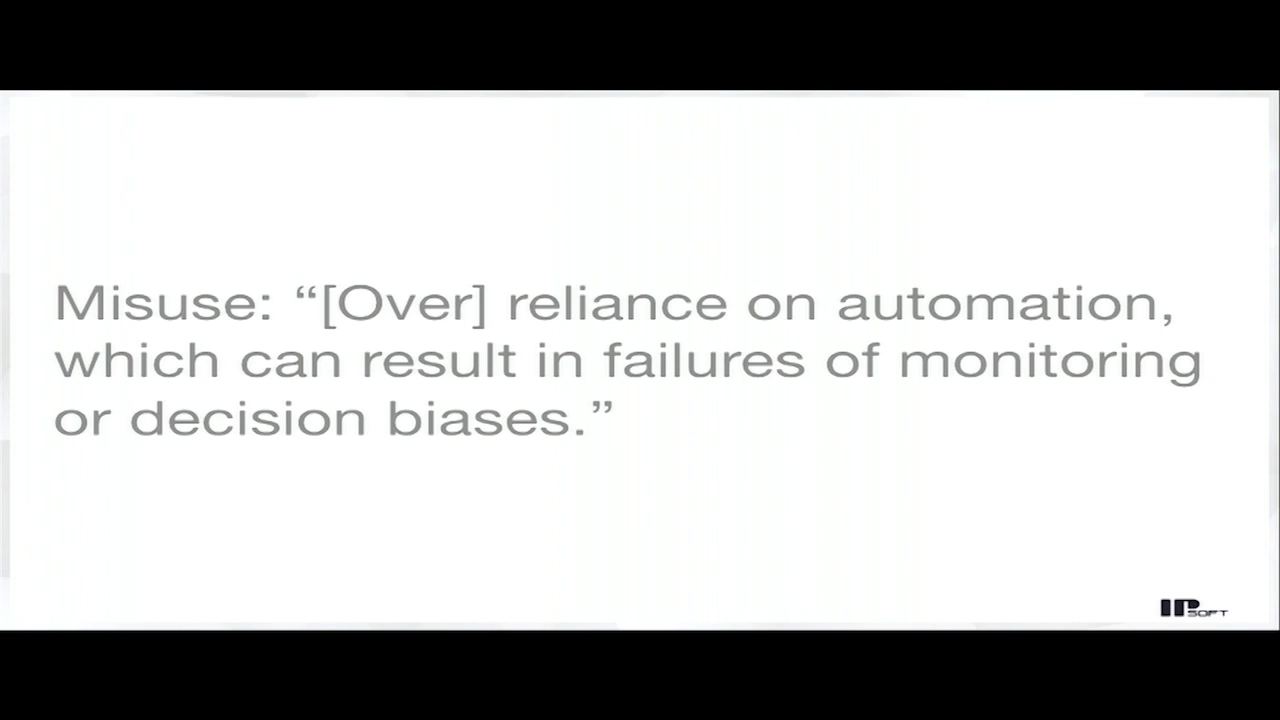 Misuse: “[Over] reliance on automation,
which can result in failures of monitoring
or decision biases.”
IPSOFT